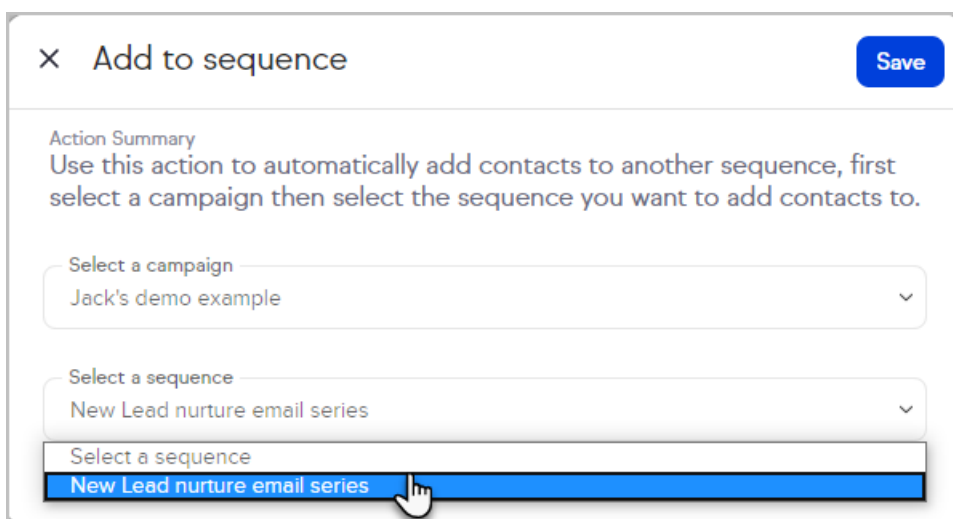 Add to sequence
Save
Action Summary
Use this action to automatically add contacts to another sequence, first
select a campaign then select the sequence you want to add contacts to.
Select a campaign
Jack's demo example
Select a sequence
New Lead nurture email series
Select a sequence
New Lead nurture email series